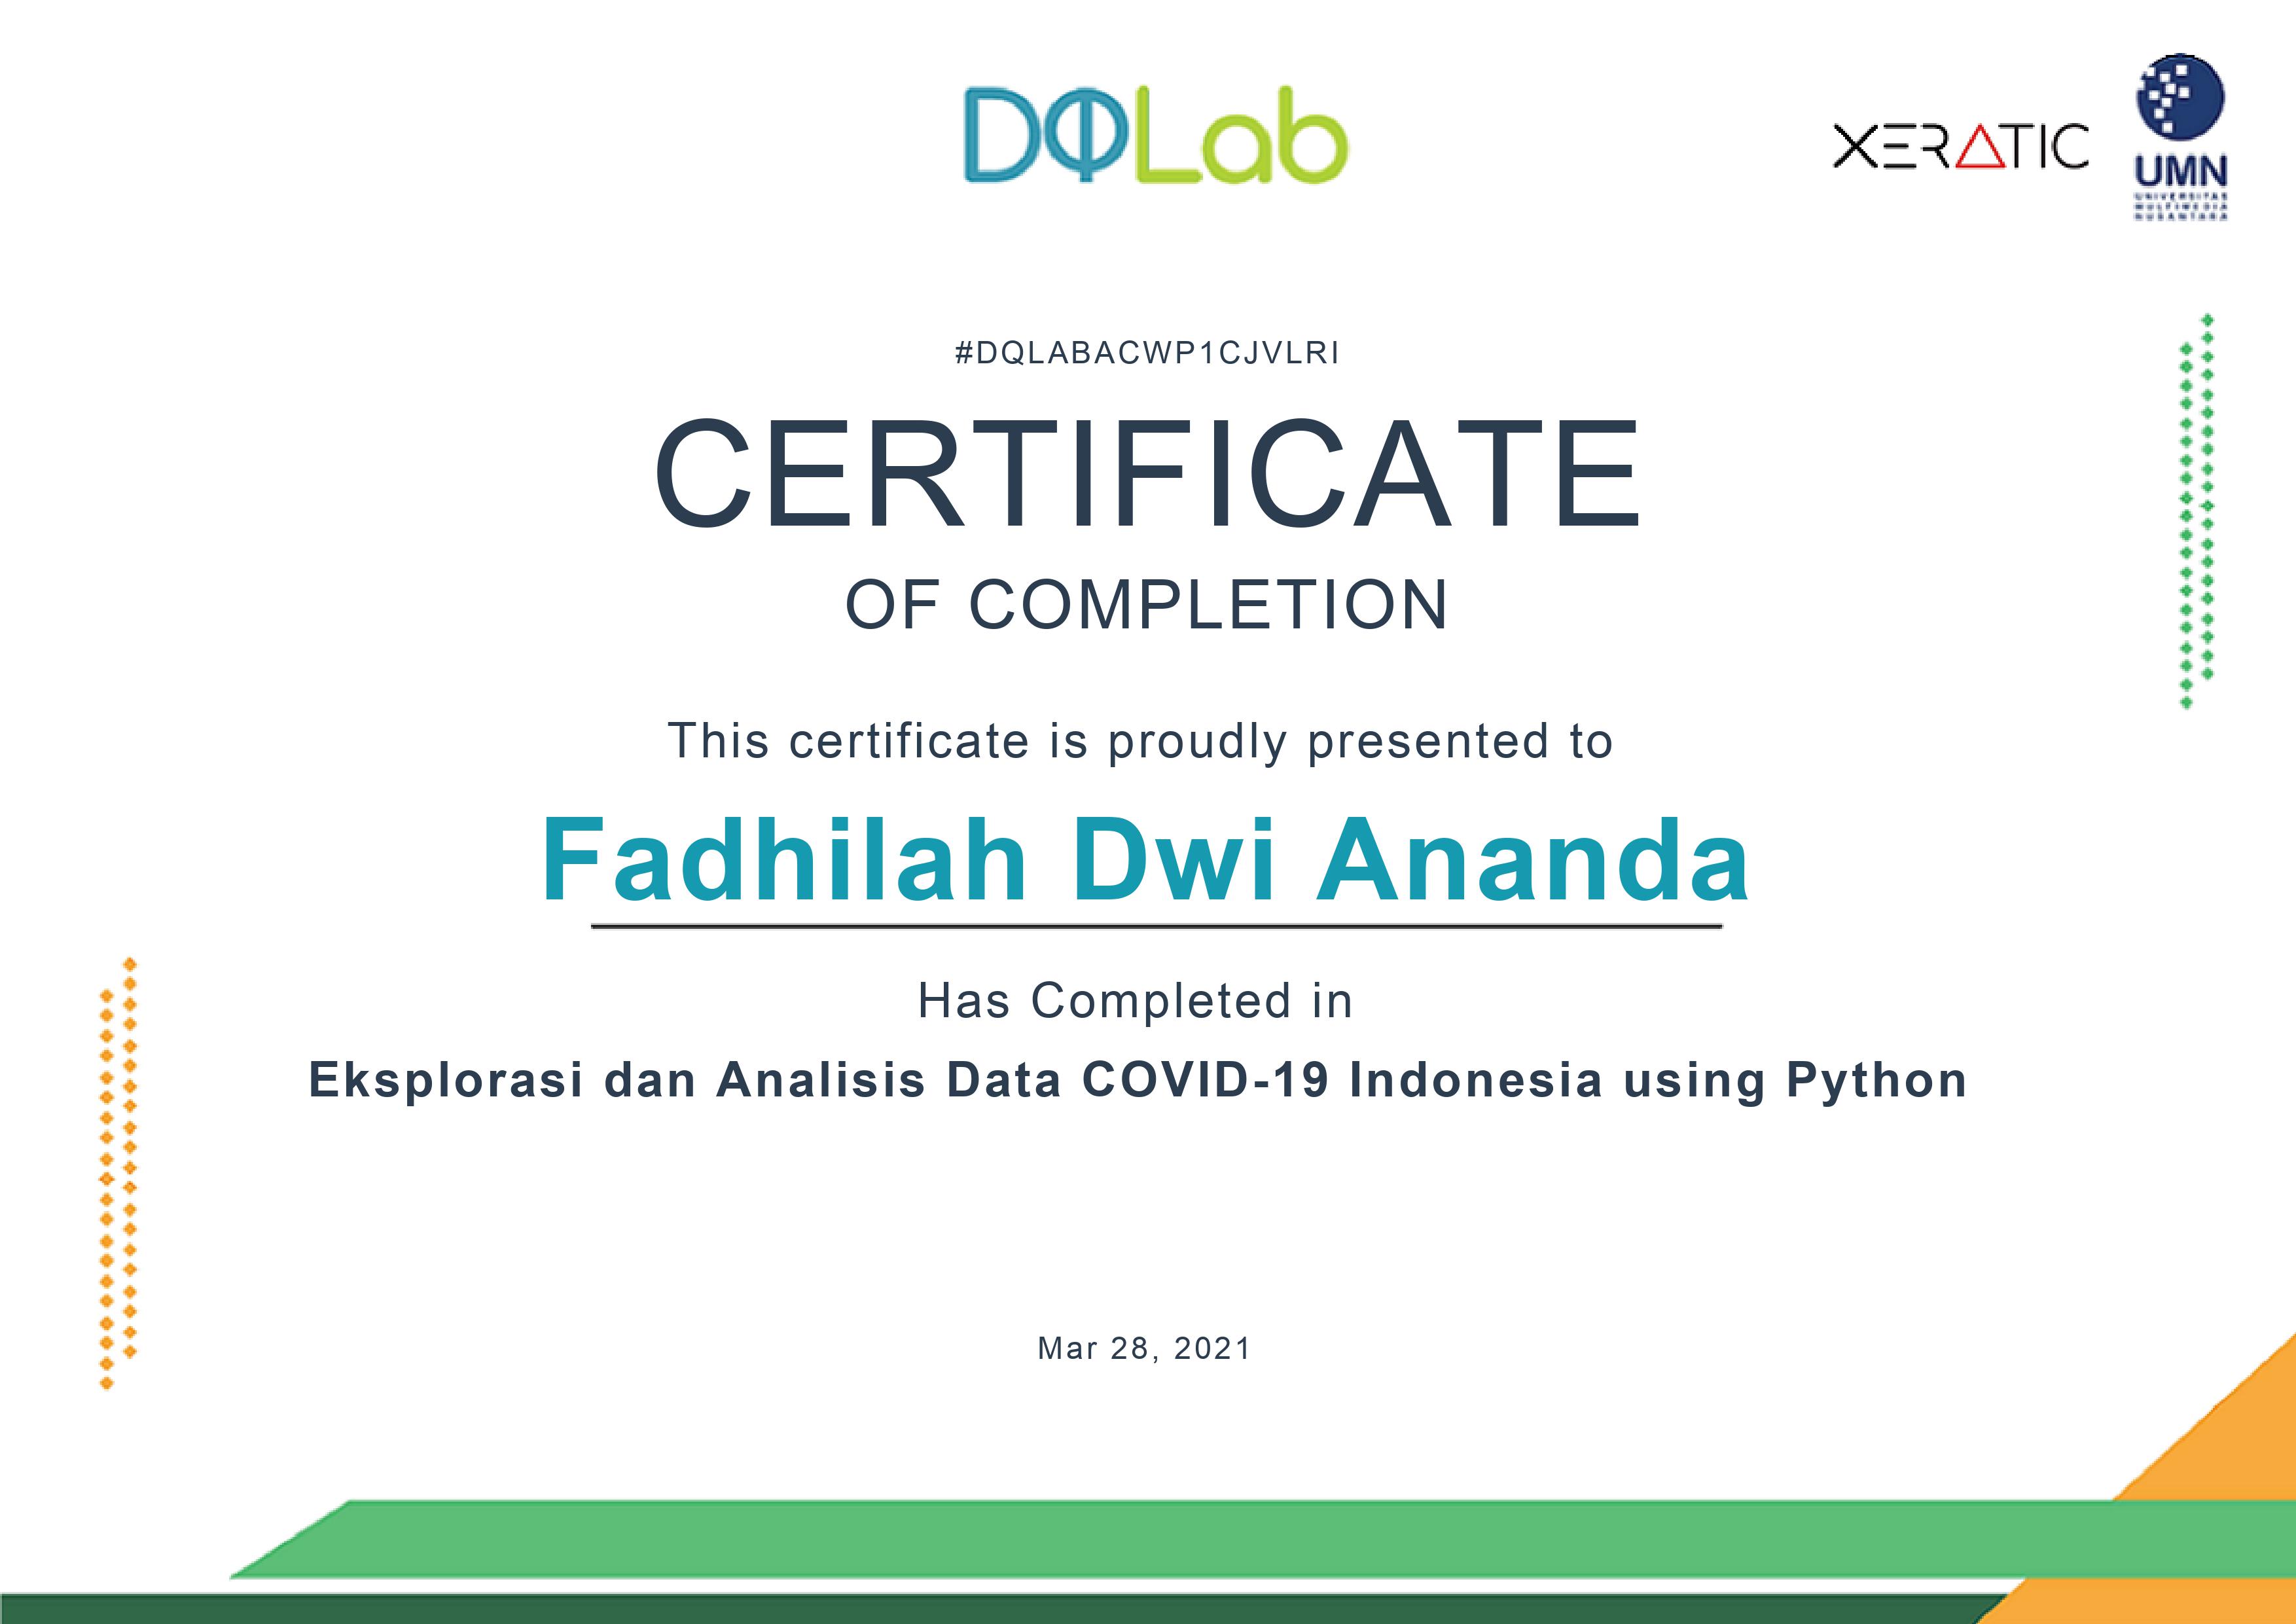 DQLab
XERATIC
UMN
UNIVERSITAS
MULTIMEDIA
NUSANTARA
#DQLABACWP1CJVLRI
CERTIFICATE
OF COMPLETION
This certificate is proudly presented to
Fadhilah Dwi Ananda
Has Completed in
Eksplorasi dan Analisis Data COVID-19 Indonesia using Python
Mar 28, 2021